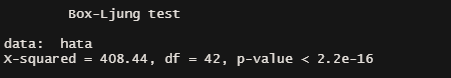 Box-Ljung test
data:  hata
X-squared = 408.44, df = 42, p-value < 2.2e-16